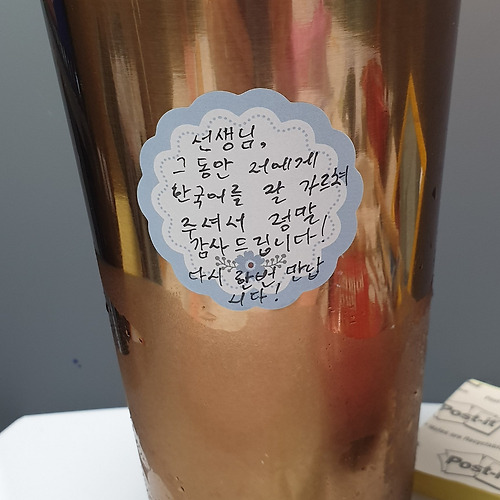 선생님,
그동안 저에게
한국어를 잘 가르쳐
주셔서 정말
감사드립니다!
다시 한번 만납
시다!
Post-it
Post-it